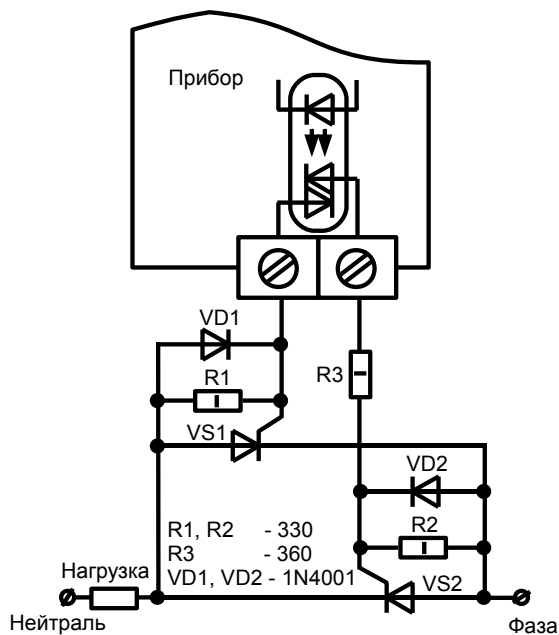 Прибор
VD1
R1
R3
VS1
VD2
R2
R1, R2 - 330
R3 - 360
VD1, VD2 - 1N4001
VS2
Нагрузка
Нейтраль
Фаза